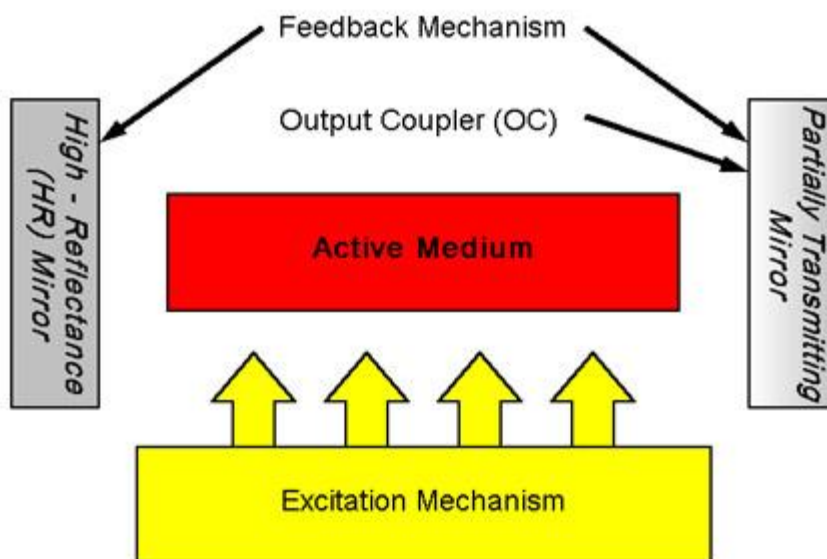 Feedback Mechanism
Output Coupler (OC)
High - Reflectance
(HR) Mirror
Active Medium
Partially Transmitting
Mirror
Excitation Mechanism